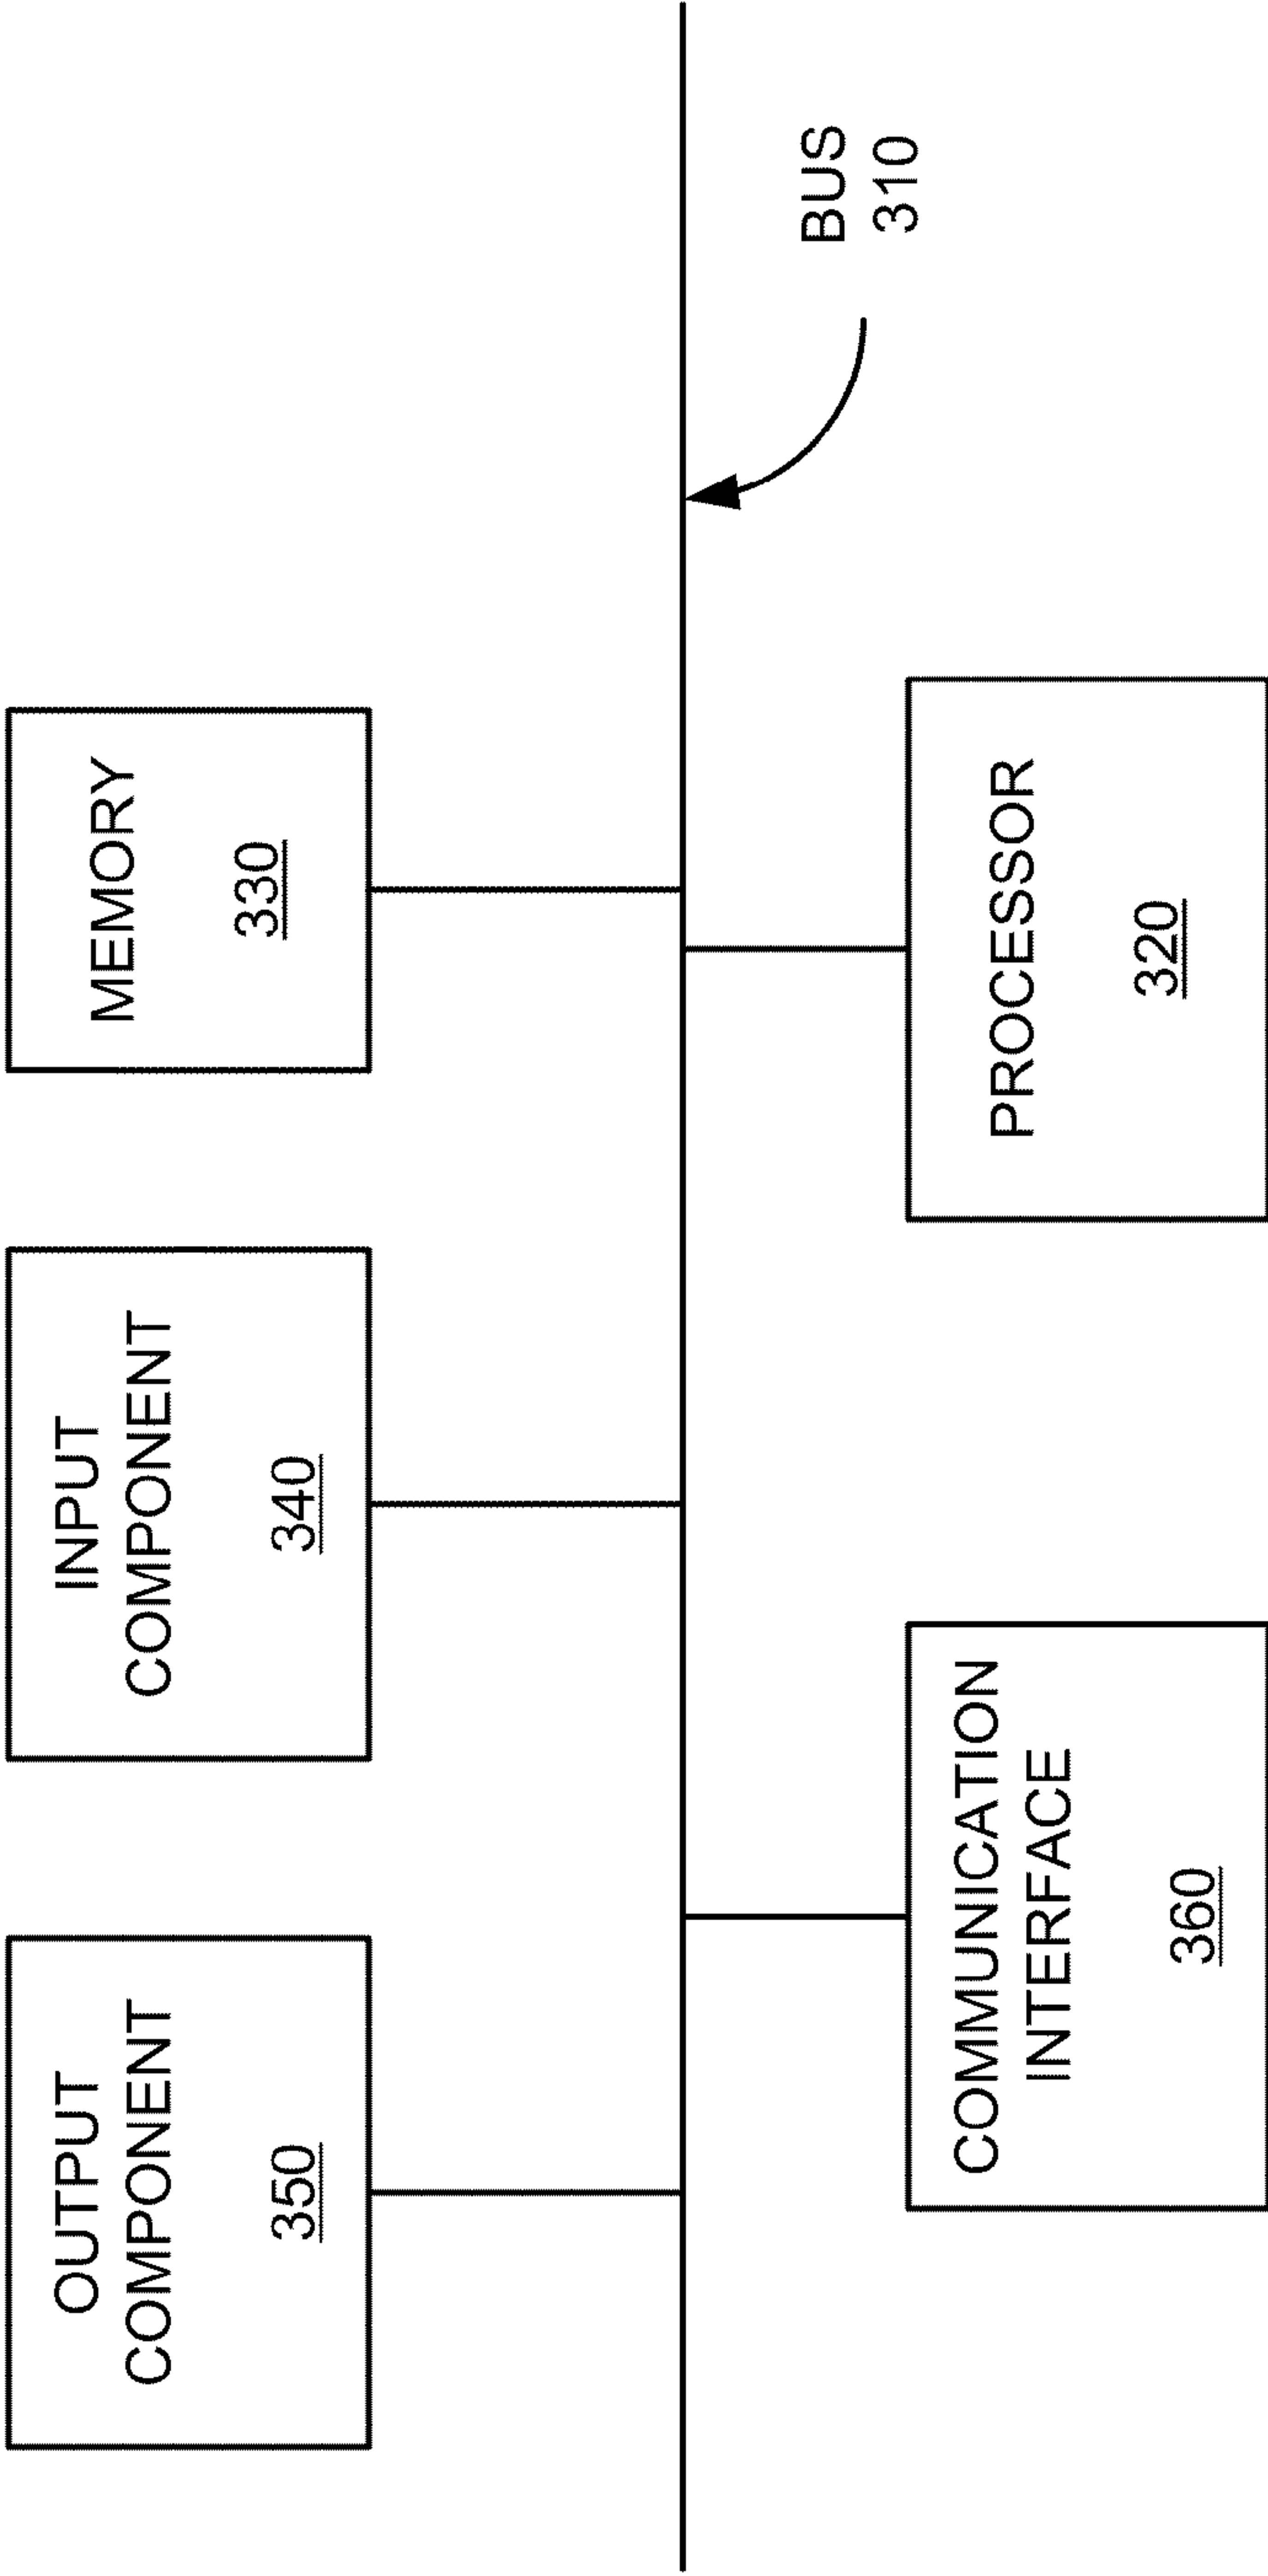 OUTPUT
COMPONENT
350
INPUT
COMPONENT
340
MEMORY
330
BUS
310
COMMUNICATION
INTERFACE
360
PROCESSOR
320